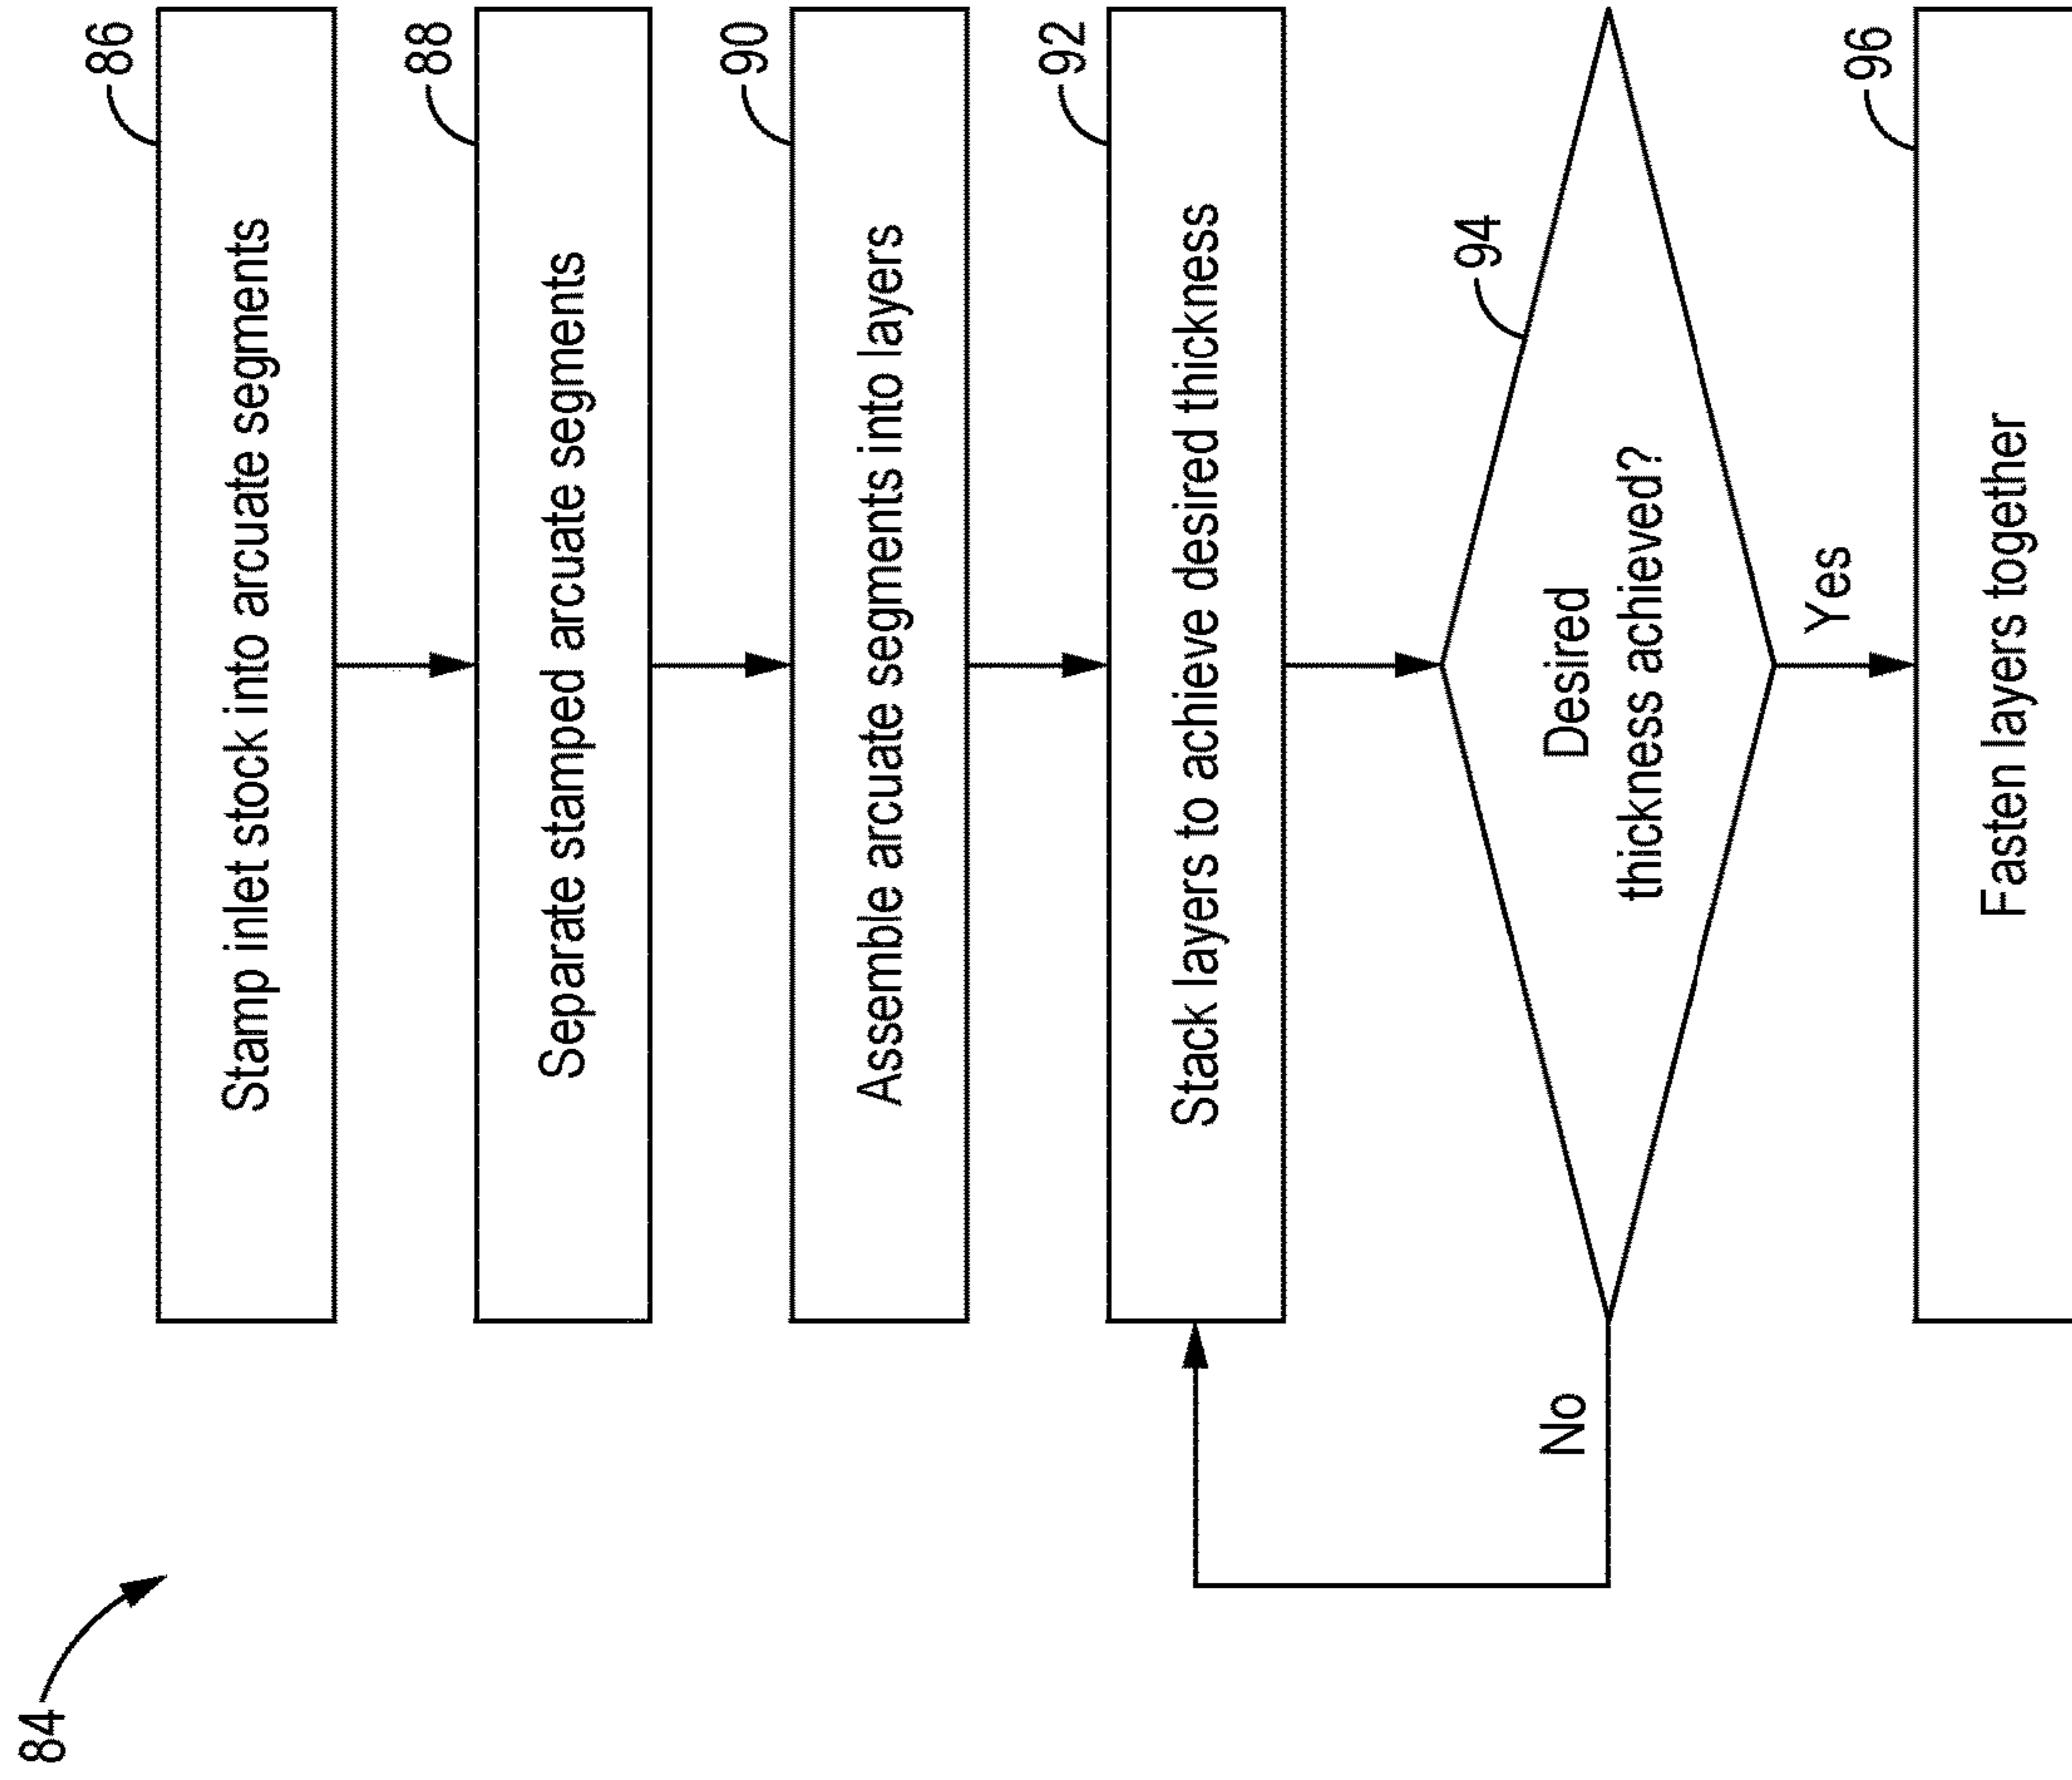 84
86
Stamp inlet stock into arcuate segments
88
Separate stamped arcuate segments
90
Assemble arcuate segments into layers
92
Stack layers to achieve desired thickness
94
Desired
thickness achieved?
No
Yes
96
Fasten layers together